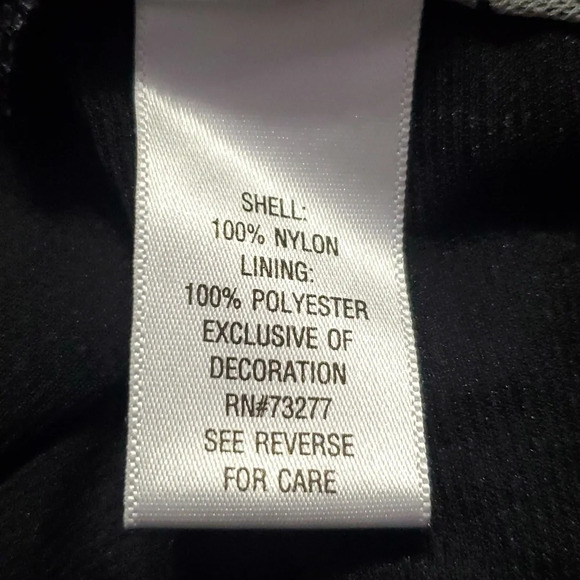 SHELL:
100% NYLON
LINING:
100% POLYESTER
EXCLUSIVE OF
DECORATION
RN#73277
SEE REVERSE
FOR CARE